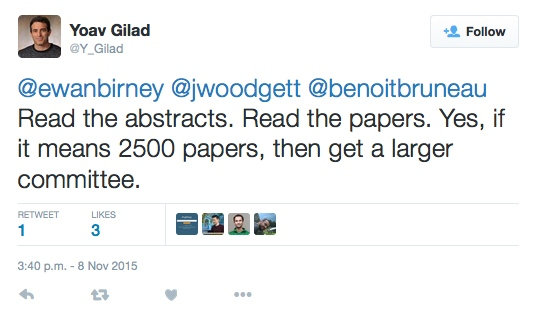 Yoav Gilad
@Y_Gilad
Follow
@ewanbirney @jwoodgett @benoitbruneau
Read the abstracts. Read the papers. Yes, if
it means 2500 papers, then get a larger
committee.
RETWEET LIKES
1 3
3:40 p.m. - 8 Nov 2015